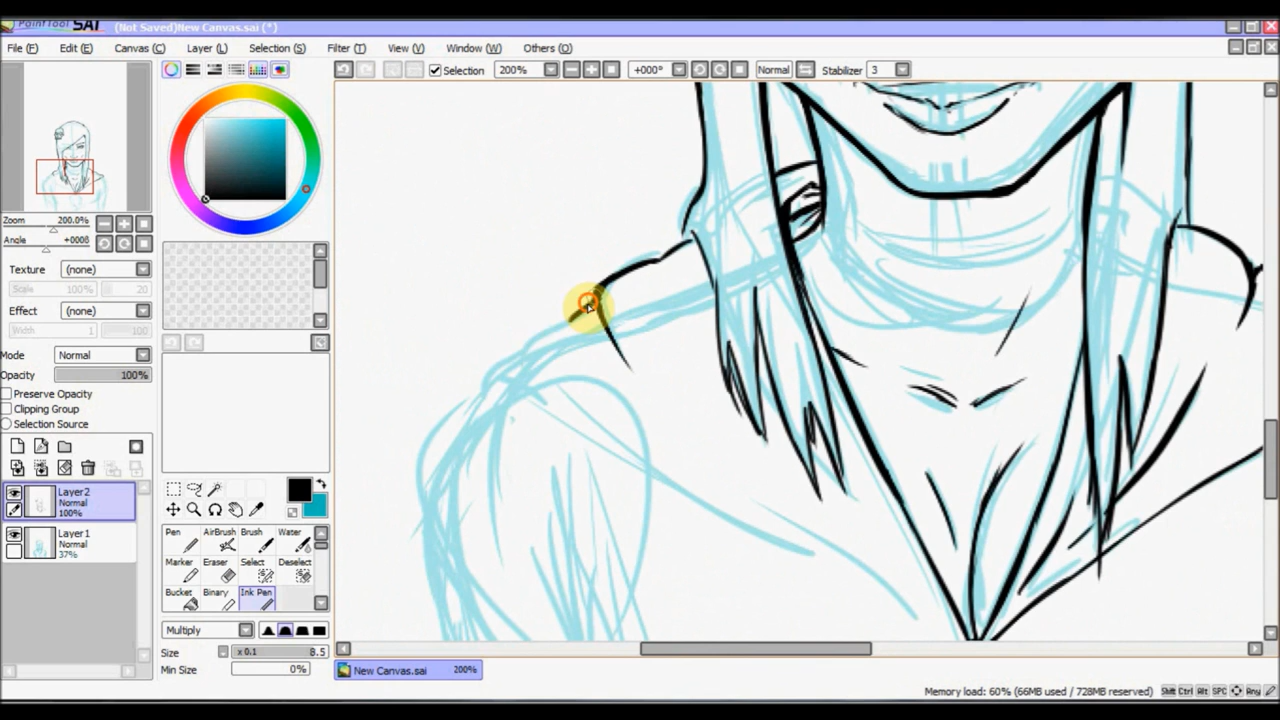 PaintTool SAI (Not Saved)New Canvas.sai (*)
File (F) Edit (E) Canvas (C) Layer (L) Selection (S) Filter (T) View (V) Window (W) Others (O)
Selection 200% +000° Normal Stabilizer 3
Zoom 200.0%
Angle +000θ
Texture (none)
Scale 100% 20
Effect (none)
Width 1 100
Mode Normal
Opacity 100%
Preserve Opacity
Clipping Group
Selection Source
Layer2
Normal
100%
Layer1
Normal
37%
Pen AirBrush Brush Water
Marker Eraser Select Deselect
Bucket Binary Ink Pen
Multiply
Size x 0.1 8.5
Min Size 0%
New Canvas.sai 200%
Memory load: 60% (66MB used / 728MB reserved) Shift Ctrl Alt SPC Any